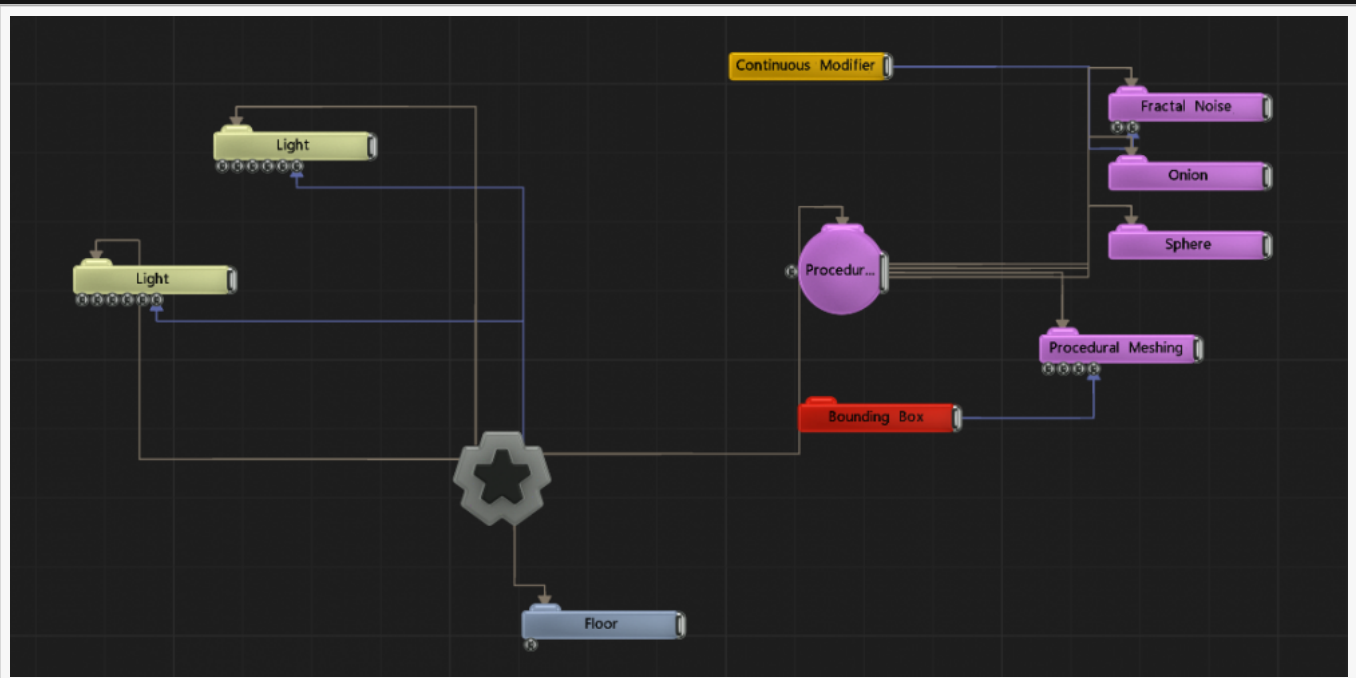 Continuous Modifier
Fractal Noise
Light
Onion
Sphere
Procedur...
Light
Procedural Meshing
Bounding Box
Floor